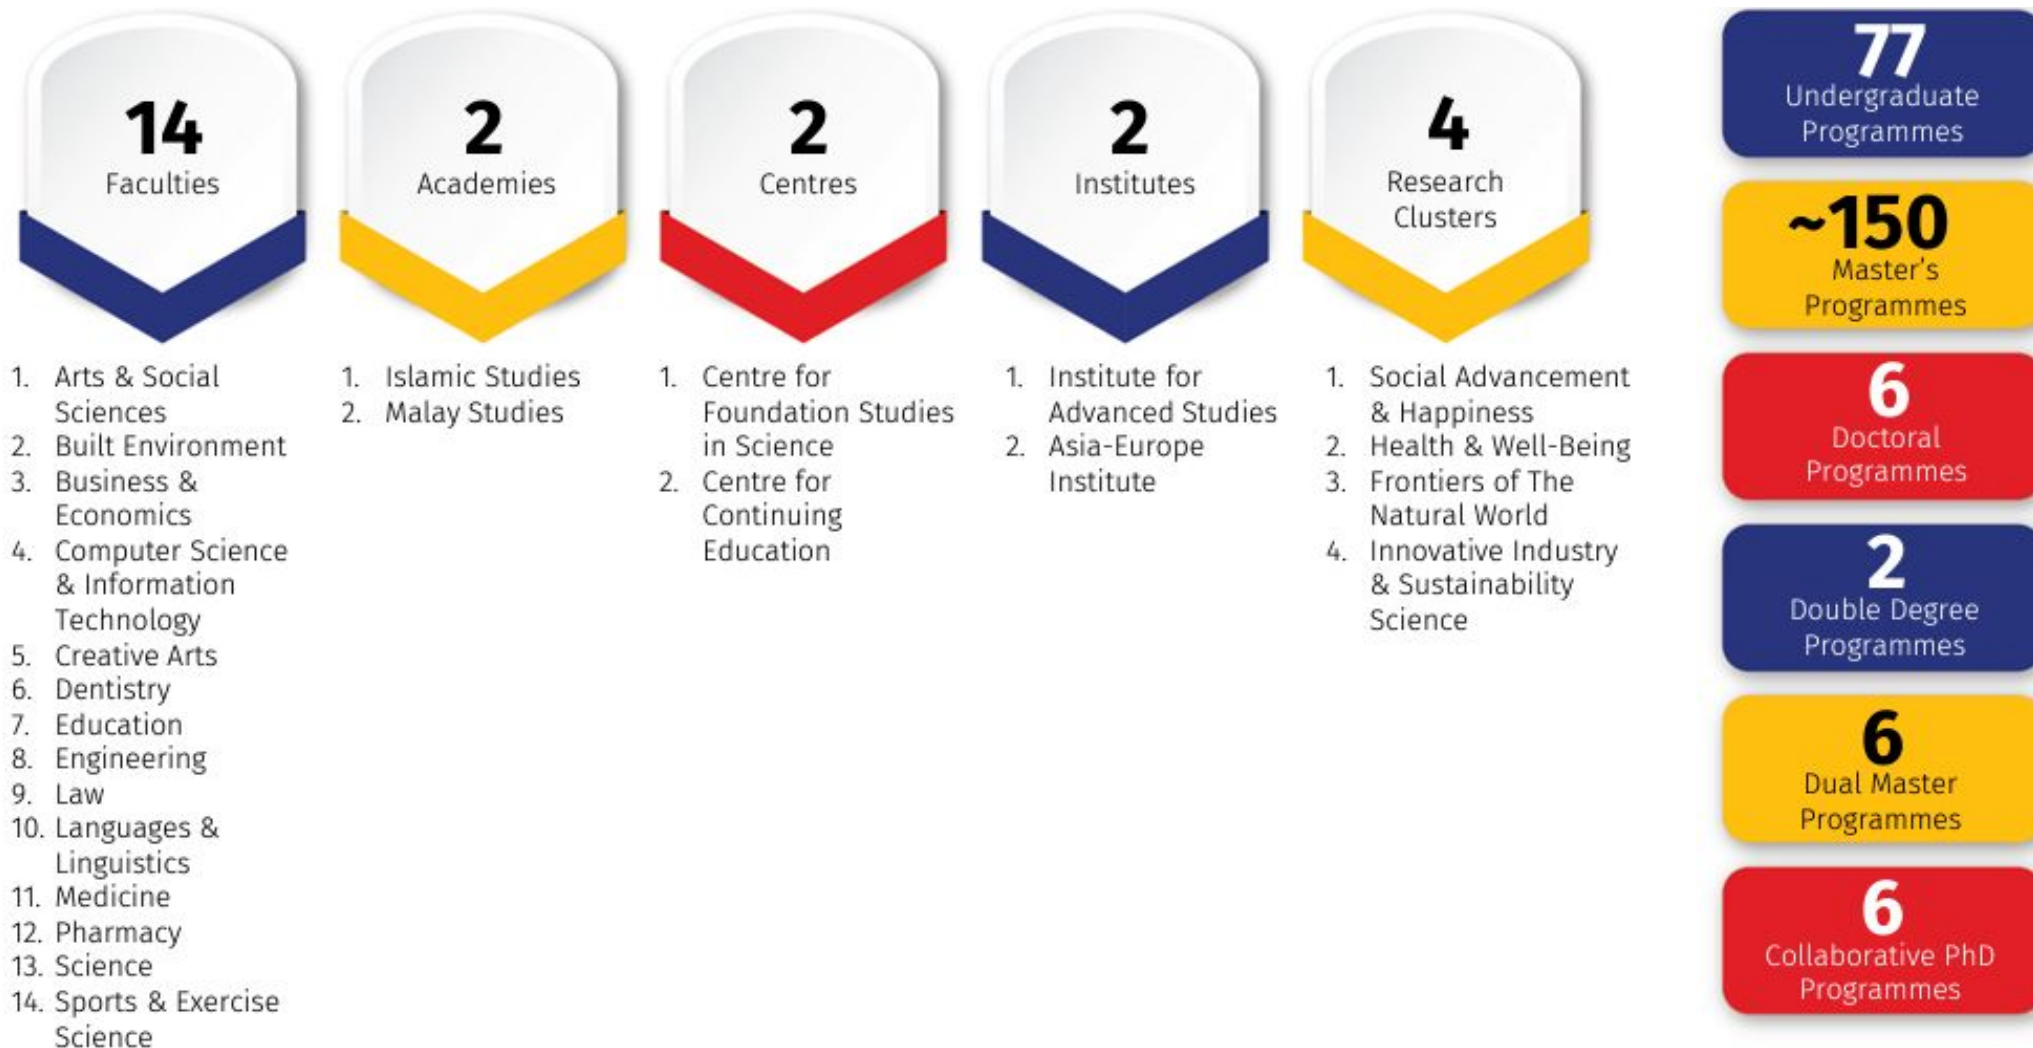 14
Faculties
1. Arts & Social
Sciences
2. Built Environment
3. Business &
Economics
4. Computer Science
& Information
Technology
5. Creative Arts
6. Dentistry
7. Education
8. Engineering
9. Law
10. Languages &
Linguistics
11. Medicine
12. Pharmacy
13. Science
14. Sports & Exercise
Science
2
Academies
1. Islamic Studies
2. Malay Studies
2
Centres
1. Centre for
Foundation Studies
in Science
2. Centre for
Continuing
Education
2
Institutes
1. Institute for
Advanced Studies
2. Asia-Europe
Institute
4
Research
Clusters
1. Social Advancement
& Happiness
2. Health & Well-Being
3. Frontiers of The
Natural World
4. Innovative Industry
& Sustainability
Science
77
Undergraduate
Programmes
~150
Master's
Programmes
6
Doctoral
Programmes
2
Double Degree
Programmes
6
Dual Master
Programmes
6
Collaborative PhD
Programmes